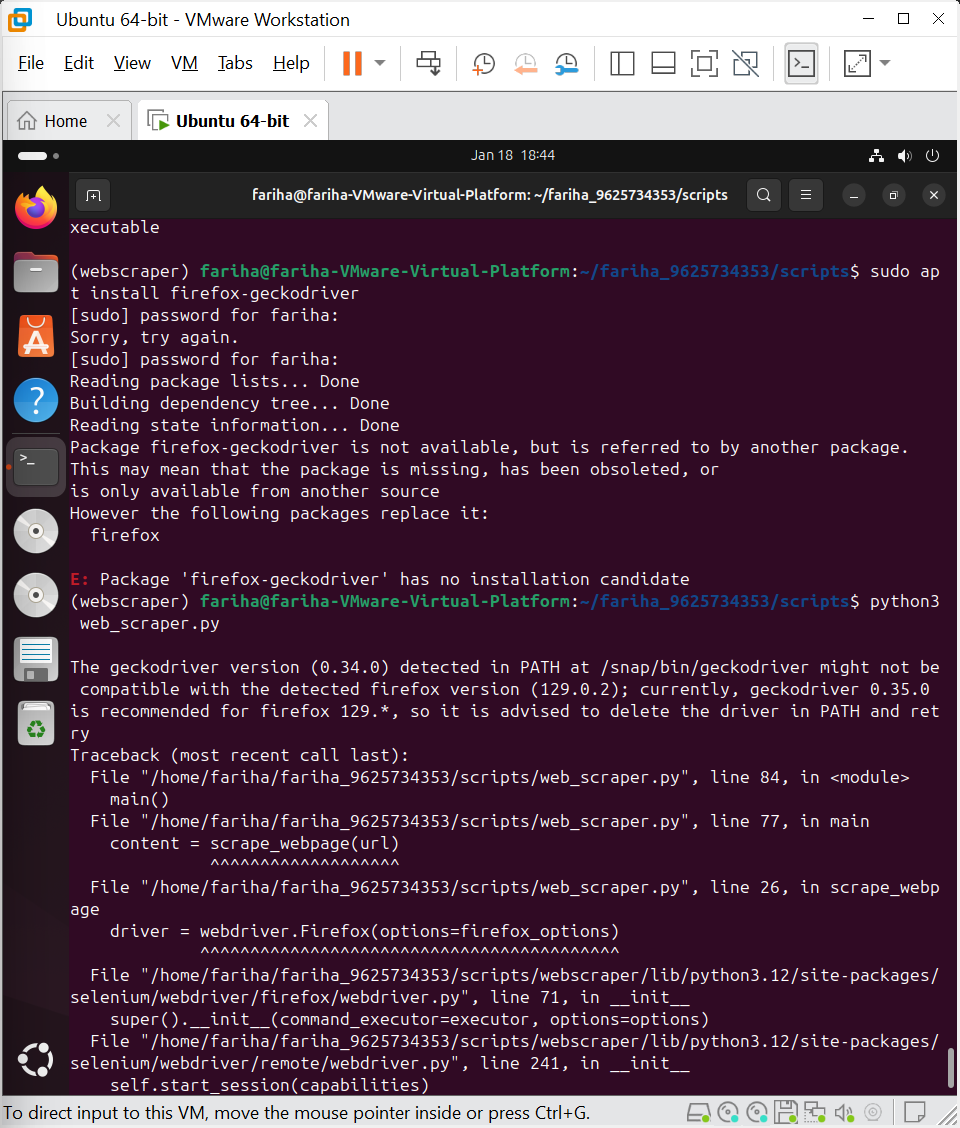 Ubuntu 64-bit - VMware Workstation
File Edit View VM Tabs Help
Home
Ubuntu 64-bit
Jan 18 18:44
fariha@fariha-VMware-Virtual-Platform: ~/fariha_9625734353/scripts
xecutable
(webscraper) fariha@fariha-VMware-Virtual-Platform:~/fariha_9625734353/scripts$ sudo ap
t install firefox-geckodriver
[sudo] password for fariha:
Sorry, try again.
[sudo] password for fariha:
Reading package lists... Done
Building dependency tree... Done
Reading state information... Done
Package firefox-geckodriver is not available, but is referred to by another package.
This may mean that the package is missing, has been obsoleted, or
is only available from another source
However the following packages replace it:
  firefox
E: Package 'firefox-geckodriver' has no installation candidate
(webscraper) fariha@fariha-VMware-Virtual-Platform:~/fariha_9625734353/scripts$ python3
 web_scraper.py
The geckodriver version (0.34.0) detected in PATH at /snap/bin/geckodriver might not be
 compatible with the detected firefox version (129.0.2); currently, geckodriver 0.35.0
is recommended for firefox 129.*, so it is advised to delete the driver in PATH and ret
ry
Traceback (most recent call last):
  File "/home/fariha/fariha_9625734353/scripts/web_scraper.py", line 84, in <module>
    main()
  File "/home/fariha/fariha_9625734353/scripts/web_scraper.py", line 77, in main
    content = scrape_webpage(url)
              ^^^^^^^^^^^^^^^^^^^
  File "/home/fariha/fariha_9625734353/scripts/web_scraper.py", line 26, in scrape_webp
age
    driver = webdriver.Firefox(options=firefox_options)
             ^^^^^^^^^^^^^^^^^^^^^^^^^^^^^^^^^^^^^^^^^^
  File "/home/fariha/fariha_9625734353/scripts/webscraper/lib/python3.12/site-packages/
selenium/webdriver/firefox/webdriver.py", line 71, in __init__
    super().__init__(command_executor=executor, options=options)
  File "/home/fariha/fariha_9625734353/scripts/webscraper/lib/python3.12/site-packages/
selenium/webdriver/remote/webdriver.py", line 241, in __init__
    self.start_session(capabilities)
To direct input to this VM, move the mouse pointer inside or press Ctrl+G.